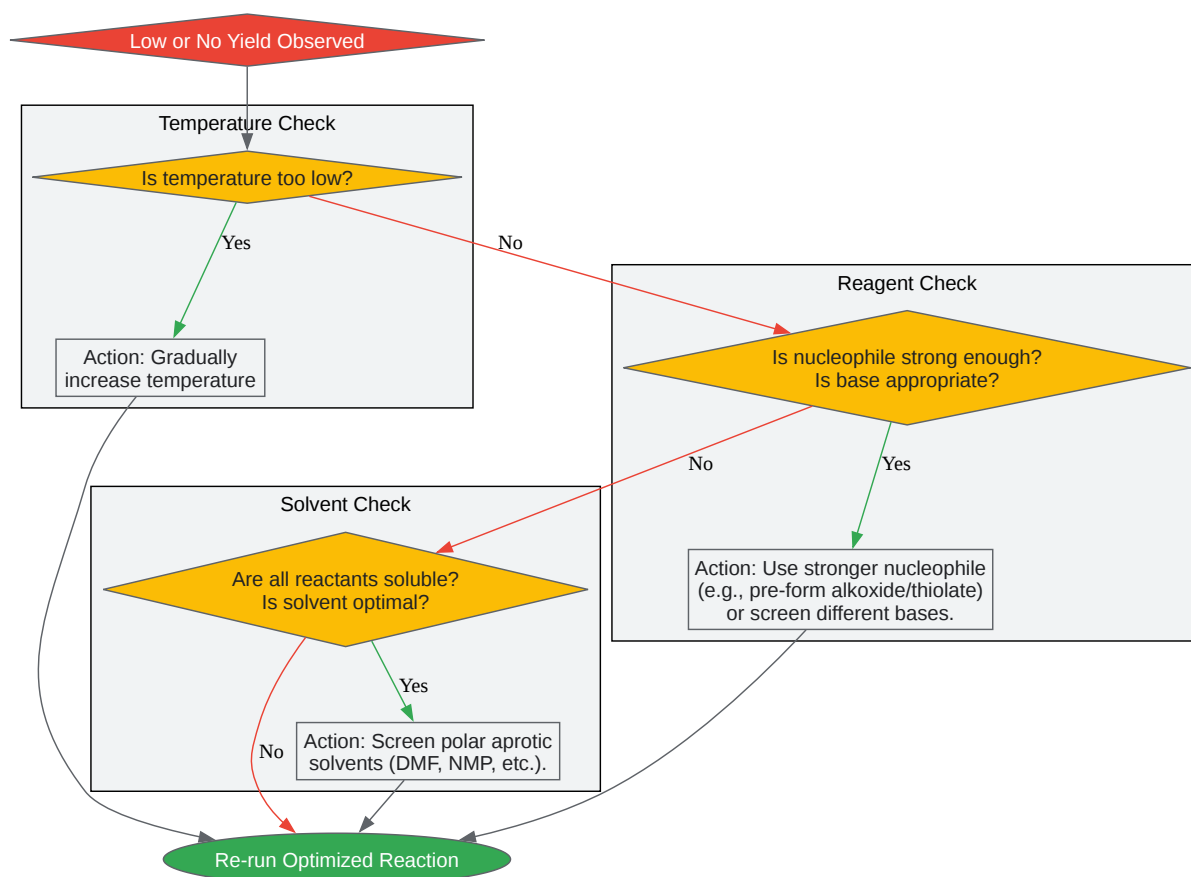 Low or No Yield Observed
Temperature Check
Is temperature too low?
Yes
No
Action: Gradually
increase temperature
Reagent Check
Is nucleophile strong enough?
Is base appropriate?
No
Yes
Action: Use stronger nucleophile
(e.g., pre-form alkoxide/thiolate)
or screen different bases.
Solvent Check
Are all reactants soluble?
Is solvent optimal?
Yes
No
Action: Screen polar aprotic
solvents (DMF, NMP, etc.).
Re-run Optimized Reaction